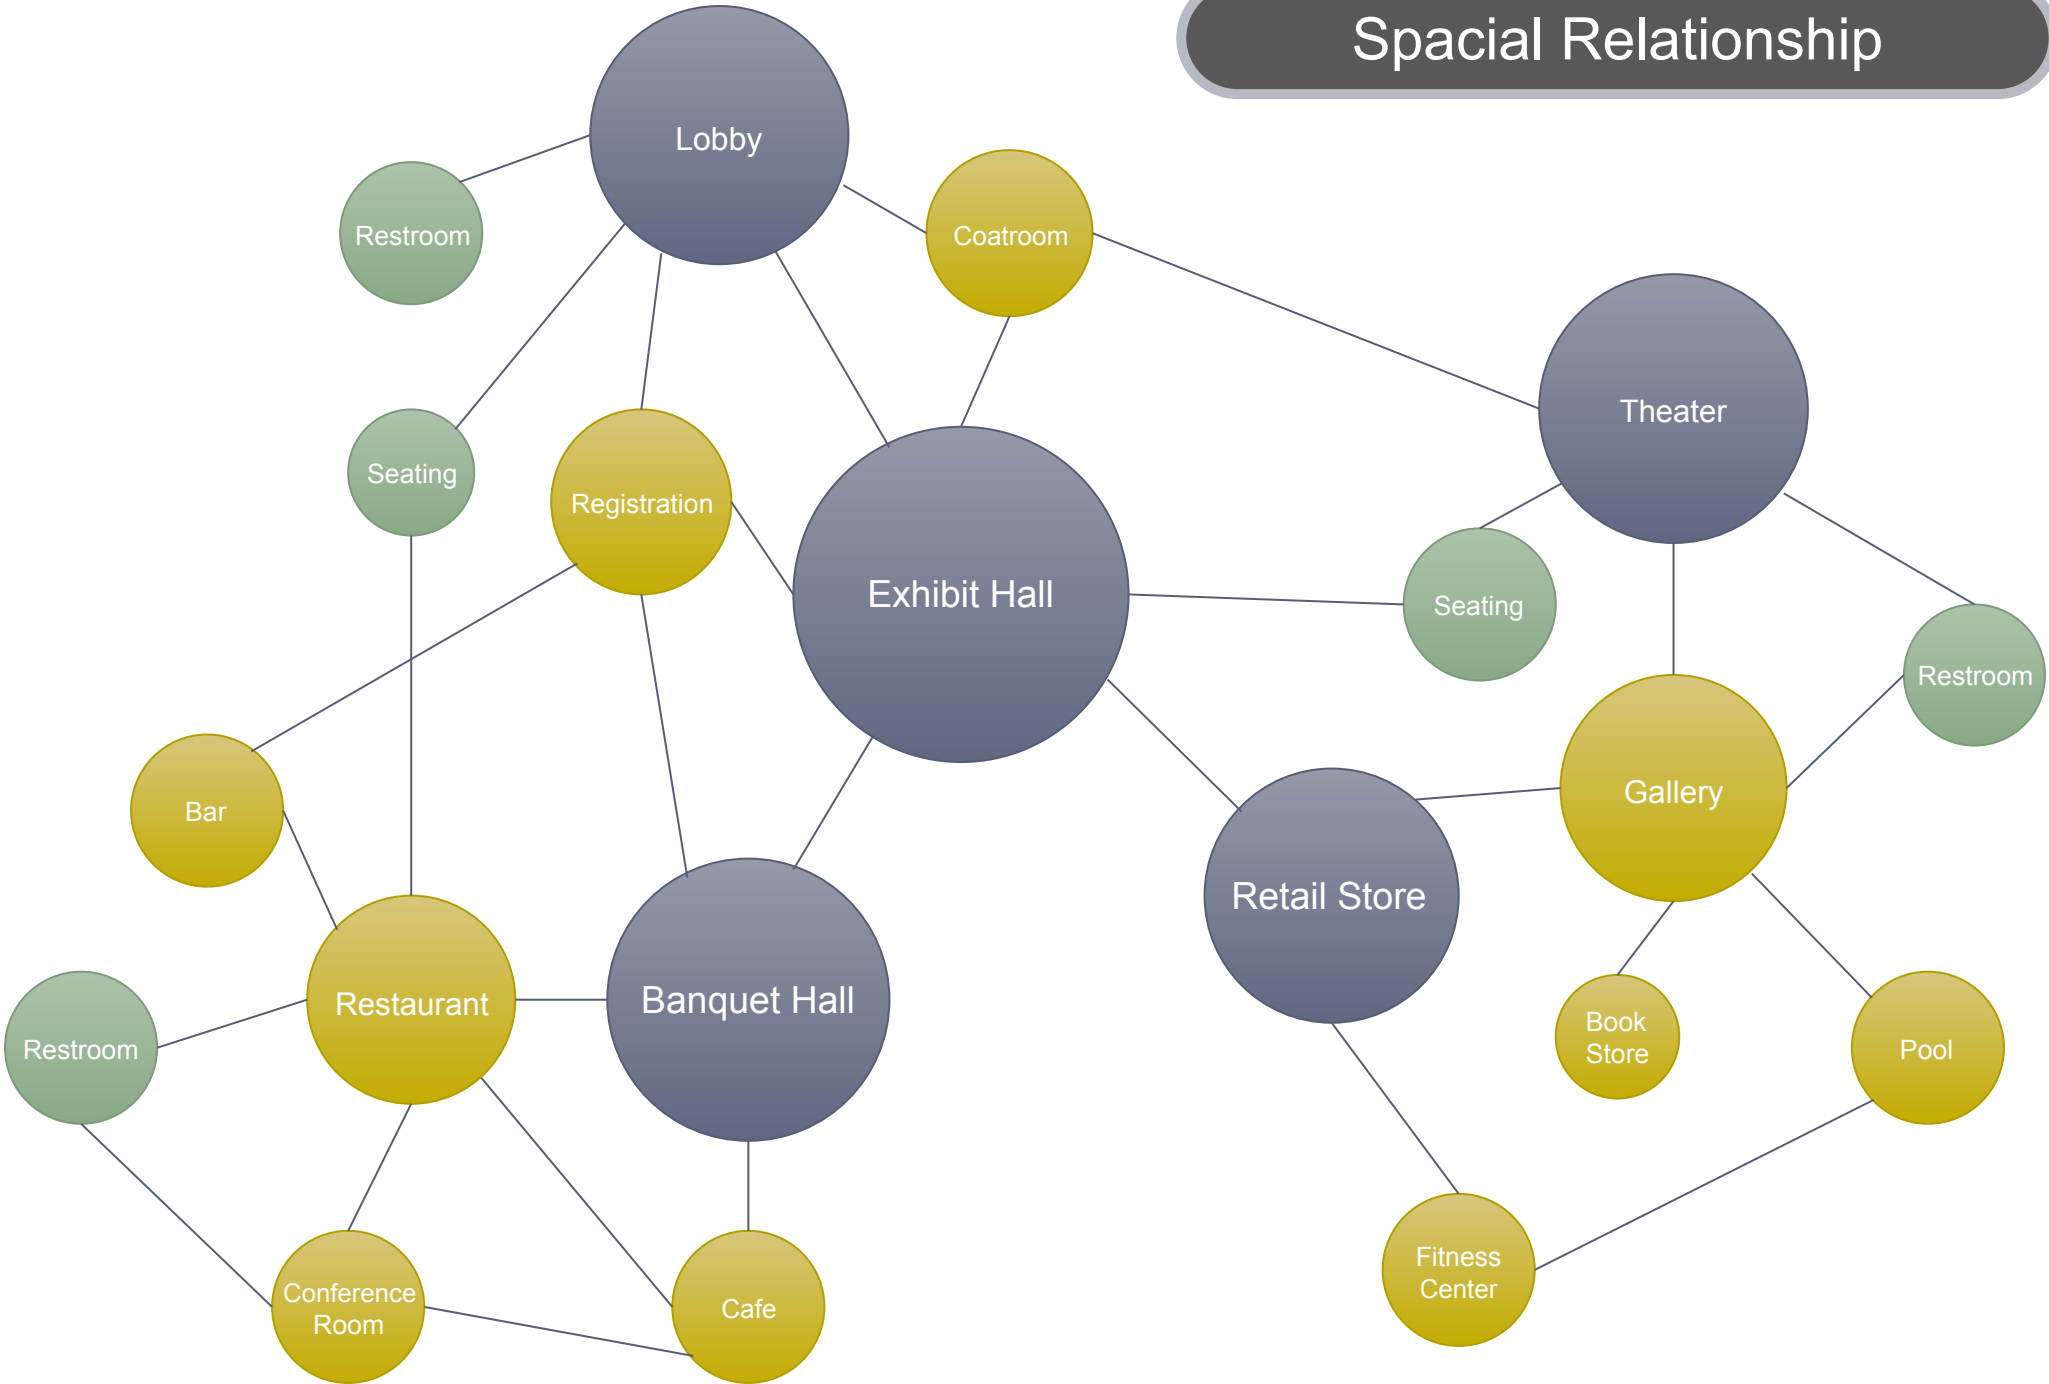 Spacial Relationship
Lobby
Restroom
Coatroom
Theater
Seating
Registration
Exhibit Hall
Seating
Restroom
Bar
Gallery
Retail Store
Restaurant
Banquet Hall
Restroom
Book
Store
Pool
Conference
Room
Cafe
Fitness
Center